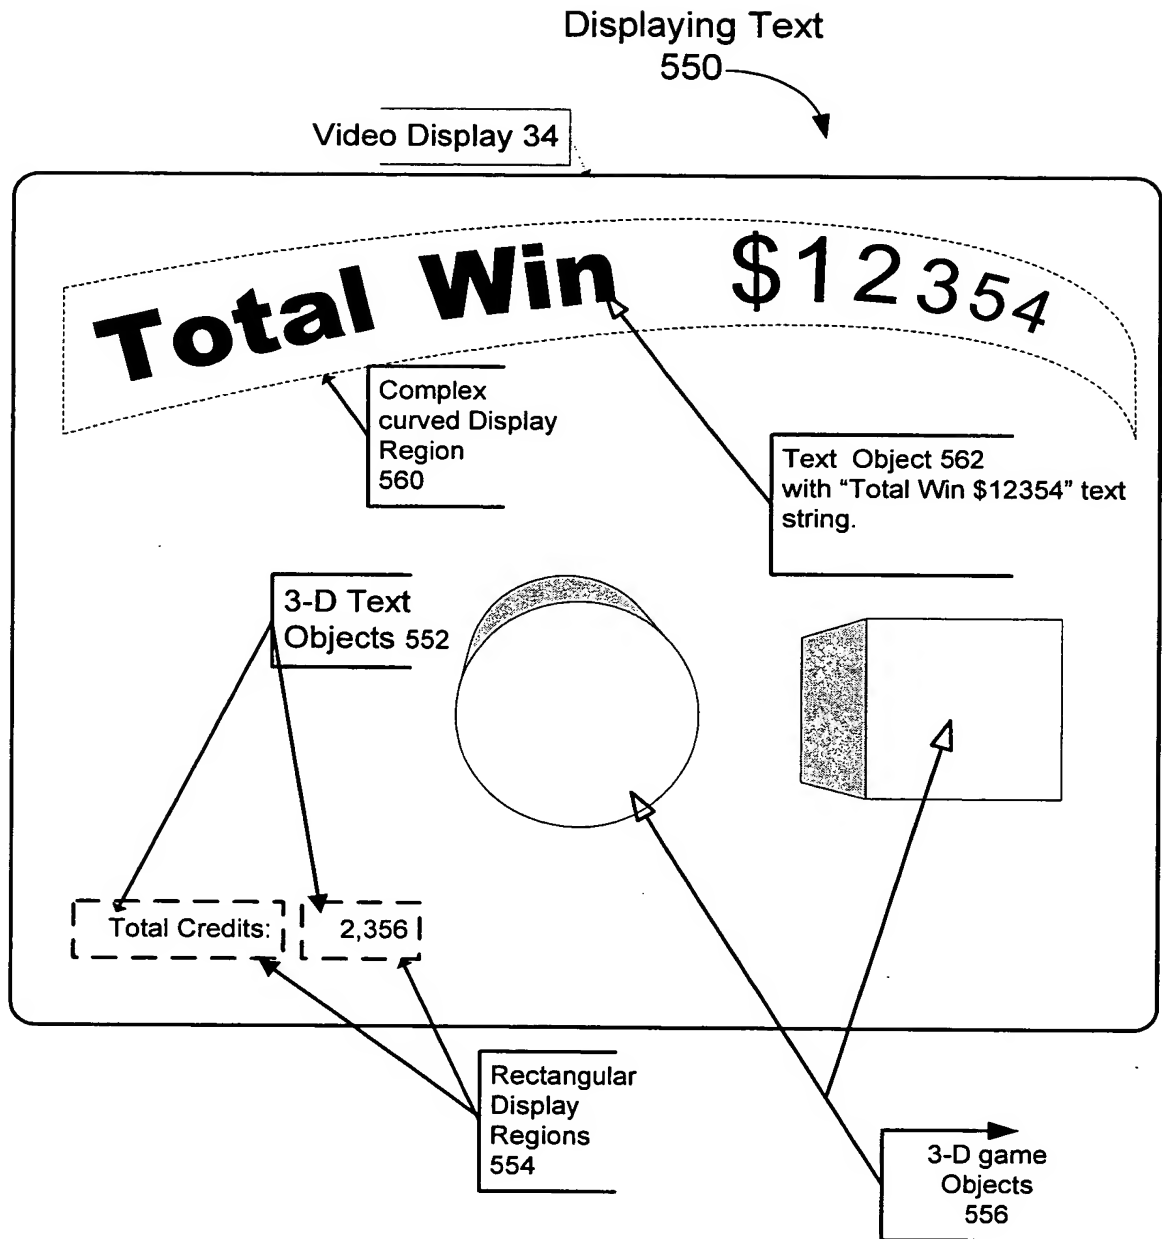 Displaying Text
550
Video Display 34
Total Win $12354
Complex
curved Display
Region
560
Text Object 562
with “Total Win $12354” text
string.
3-D Text
Objects 552
Total Credits: 2,356
Rectangular
Display
Regions
554
3-D game
Objects
556